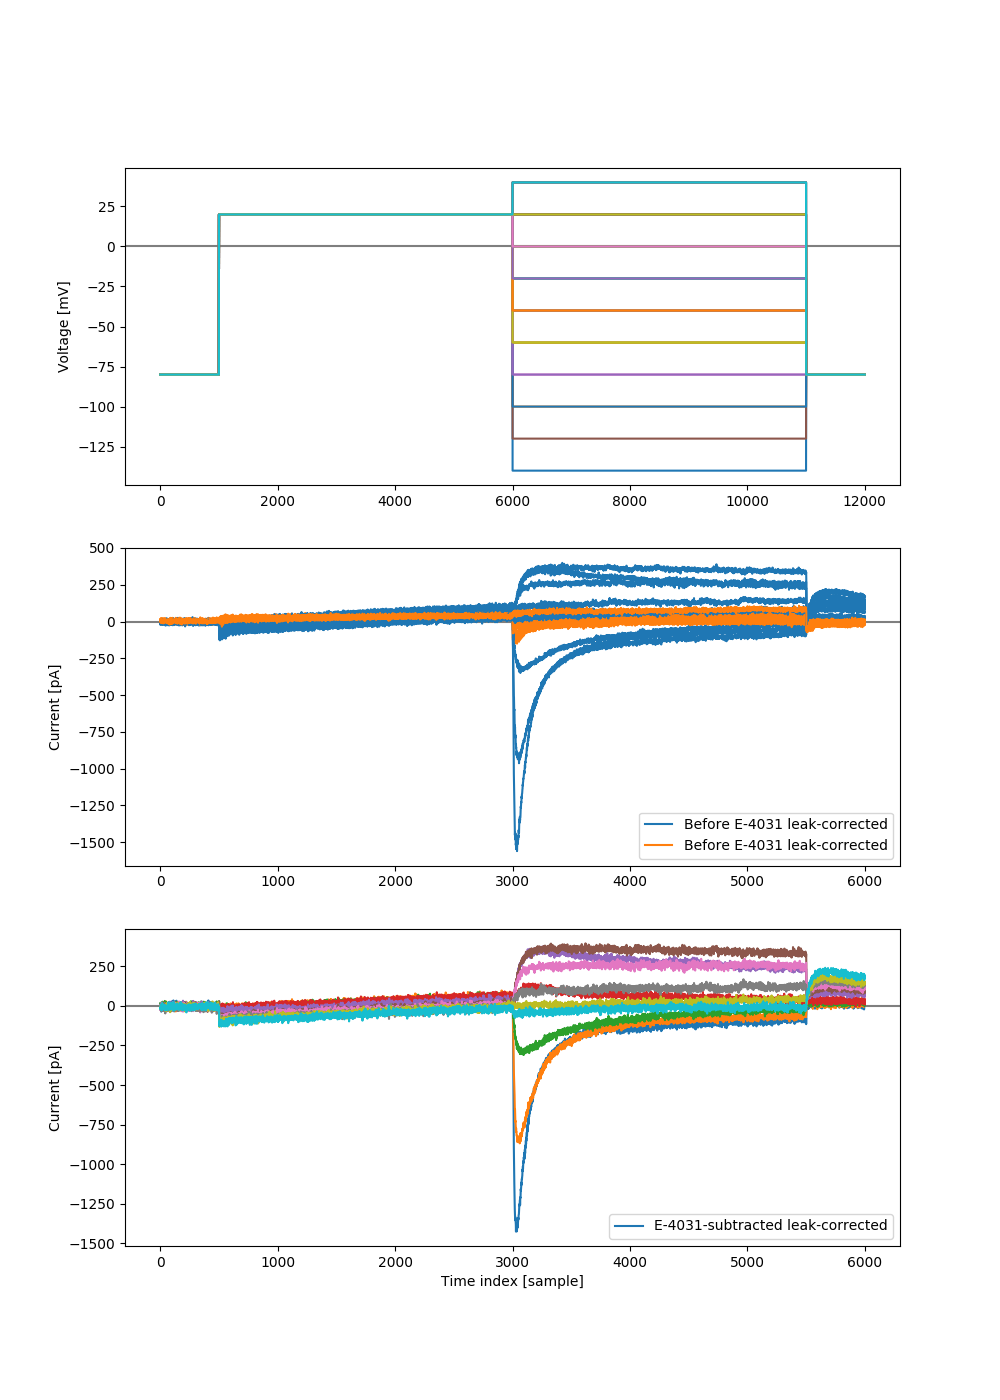 25
0
−25
−50
−75
−100
−125
Voltage [mV]
0 2000 4000 6000 8000 10000 12000
500
250
0
−250
−500
−750
−1000
−1250
−1500
Current [pA]
Before E-4031 leak-corrected
Before E-4031 leak-corrected
0 1000 2000 3000 4000 5000 6000
250
0
−250
−500
−750
−1000
−1250
−1500
Current [pA]
E-4031-subtracted leak-corrected
0 1000 2000 3000 4000 5000 6000
Time index [sample]